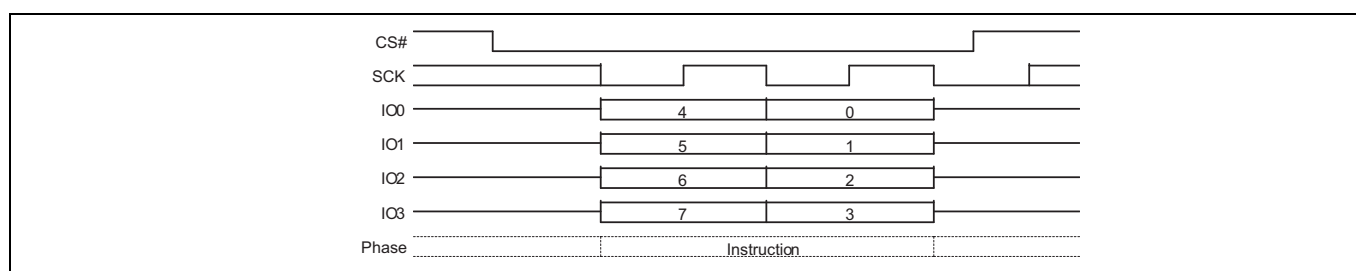 CS#
SCK
IO0 4 0
IO1 5 1
IO2 6 2
IO3 7 3
Phase Instruction